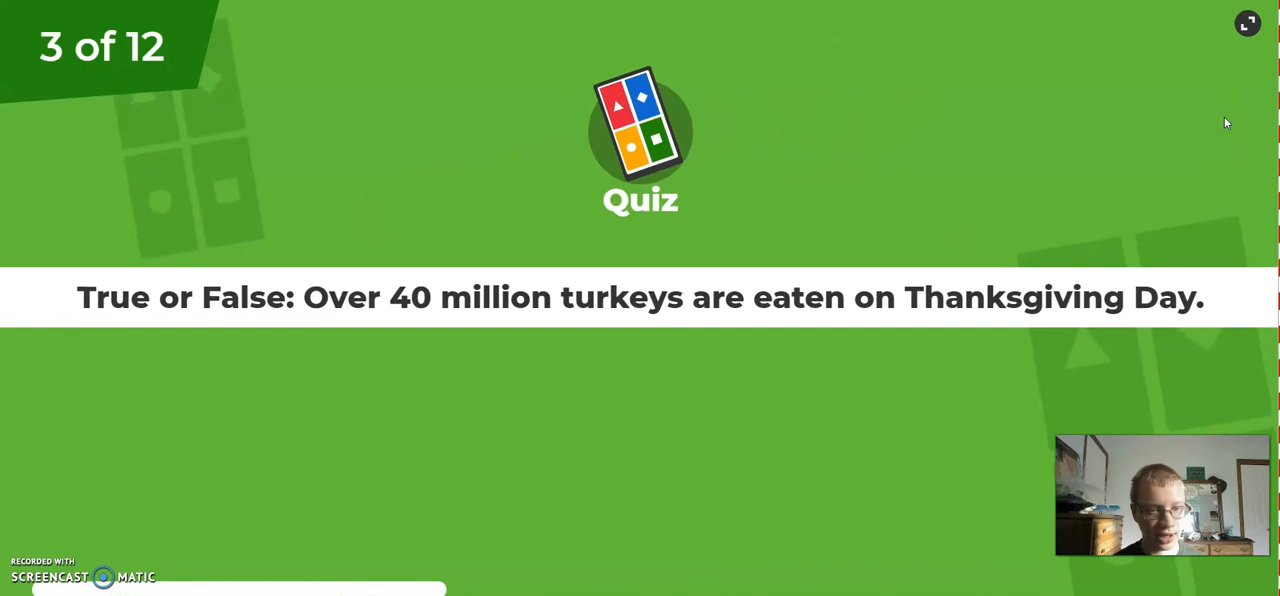 3 of 12
Quiz
True or False: Over 40 million turkeys are eaten on Thanksgiving Day.
RECORDED WITH
SCREENCAST MATIC